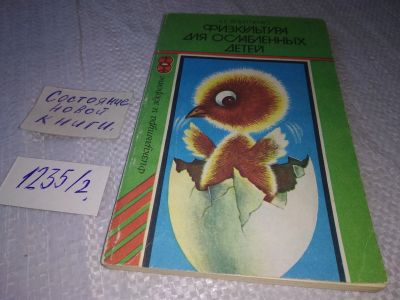 ФИЗКУЛЬТУРА
ДЛЯ ОСЛАБЛЕННЫХ
ДЕТЕЙ
физкультура и здоровье
Состояние
новой
книги.
1235/2